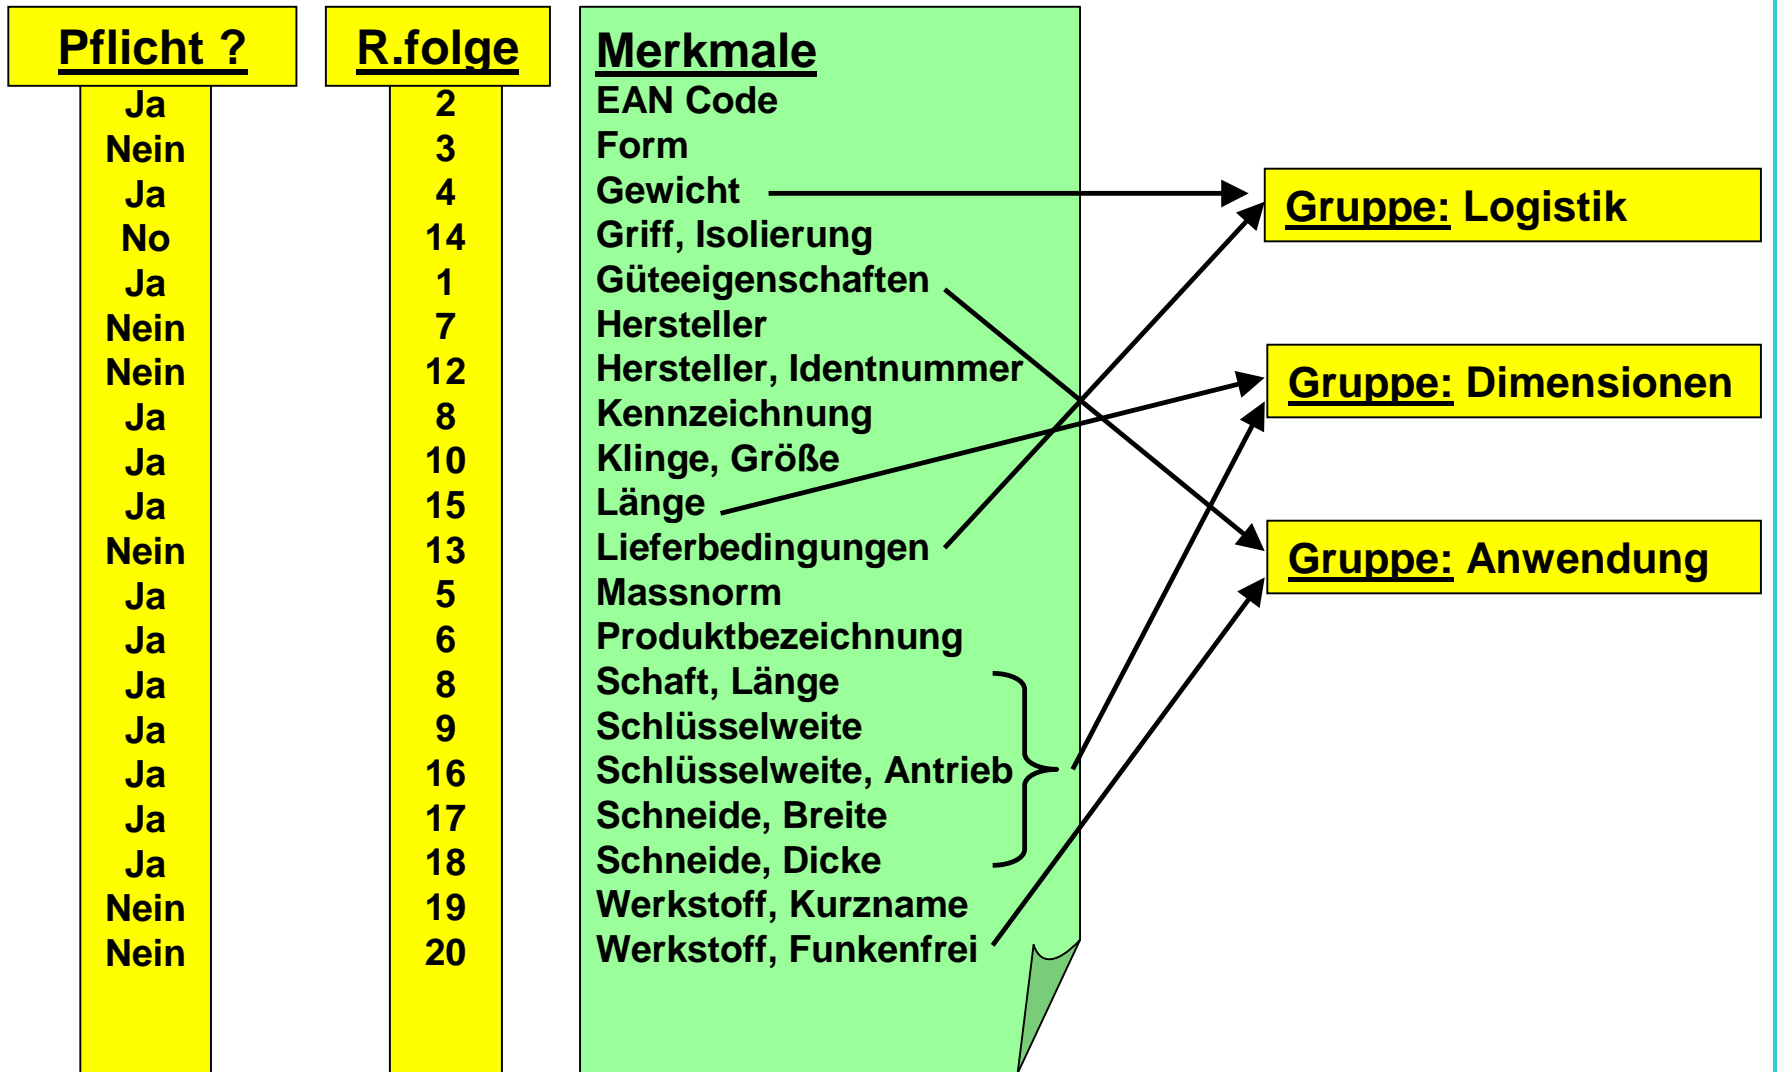 Pflicht ?
Ja
Nein
Ja
No
Ja
Nein
Nein
Ja
Ja
Ja
Nein
Ja
Ja
Ja
Ja
Ja
Ja
Ja
Nein
Nein
R.folge
2
3
4
14
1
7
12
8
10
15
13
5
6
8
9
16
17
18
19
20
Merkmale
EAN Code
Form
Gewicht
Griff, Isolierung
Güteeigenschaften
Hersteller
Hersteller, Identnummer
Kennzeichnung
Klinge, Größe
Länge
Lieferbedingungen
Massnorm
Produktbezeichnung
Schaft, Länge
Schlüsselweite
Schlüsselweite, Antrieb
Schneide, Breite
Schneide, Dicke
Werkstoff, Kurzname
Werkstoff, Funkenfrei
Gruppe: Logistik
Gruppe: Dimensionen
Gruppe: Anwendung